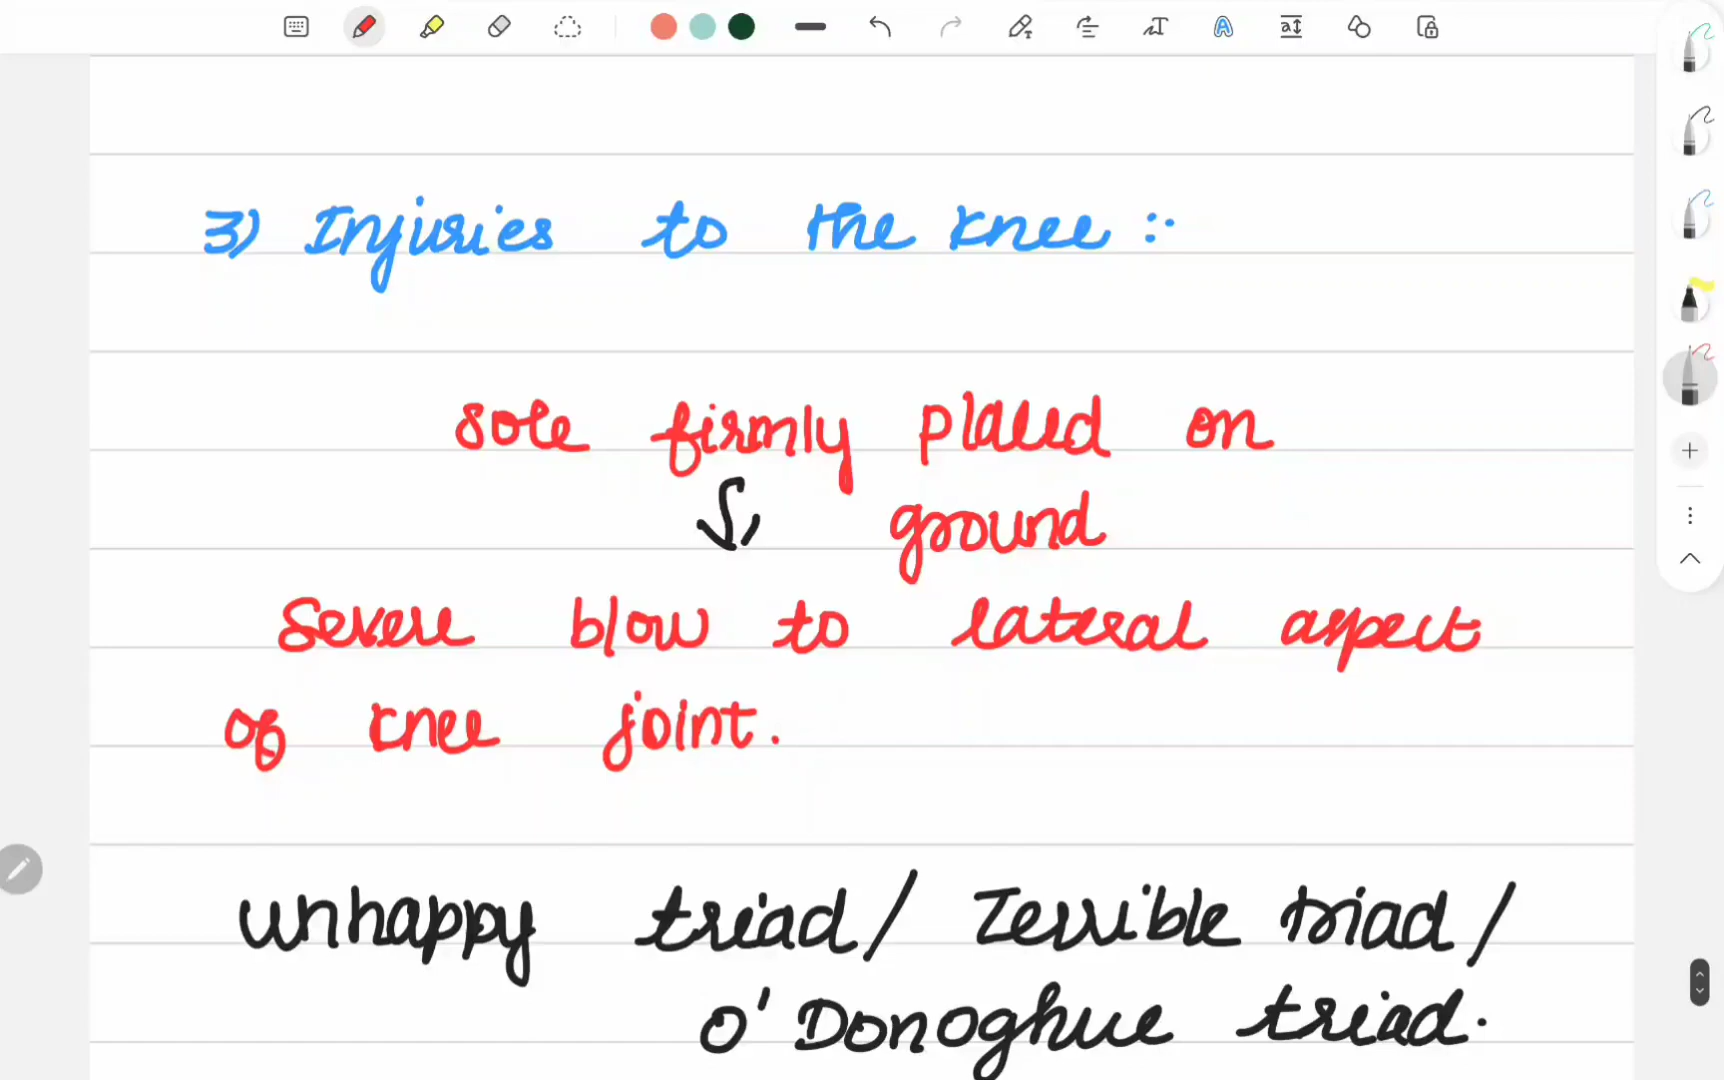 3) Injuries to the knee :-
sole firmly placed on
ground
Severe blow to lateral aspect
of knee joint.
unhappy triad/ Terrible triad/
O'Donoghue triad.